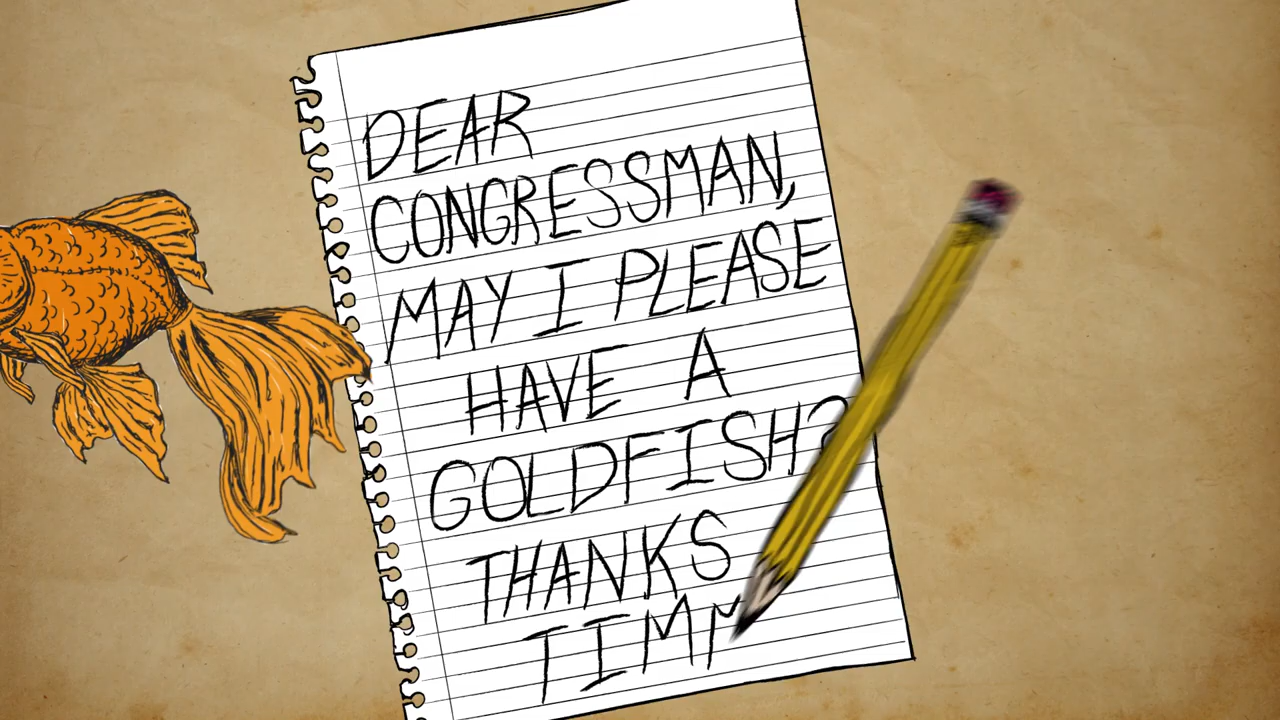 DEAR
CONGRESSMAN,
MAY I PLEASE
HAVE A
GOLDFISH?
THANKS
TIMM